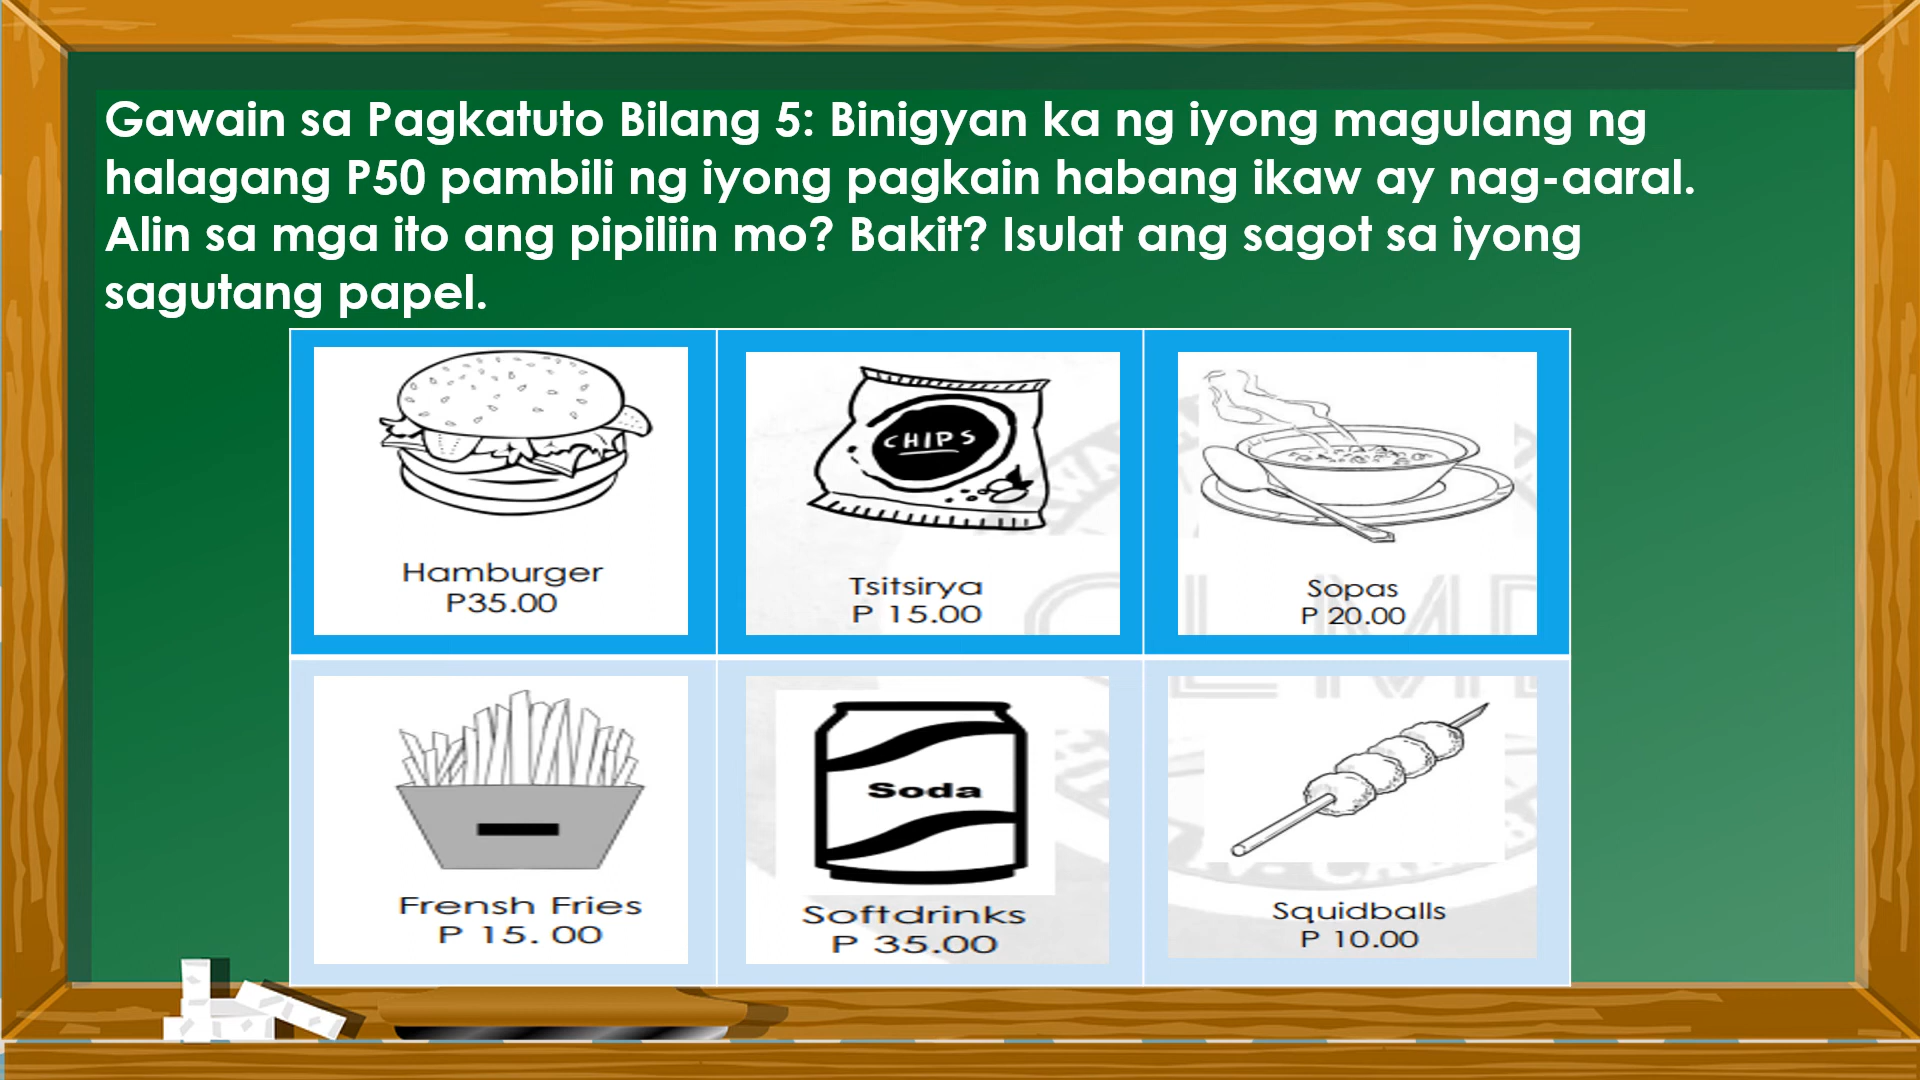 Gawain sa Pagkatuto Bilang 5: Binigyan ka ng iyong magulang ng
halagang P50 pambili ng iyong pagkain habang ikaw ay nag-aaral.
Alin sa mga ito ang pipiliin mo? Bakit? Isulat ang sagot sa iyong
sagutang papel.
CHIPS
Hamburger
P35.00
Tsitsirya
P 15.00
Sopas
P 20.00
Soda
Frensh Fries
P 15. 00
Softdrinks
P 35.00
Squidballs
P 10.00